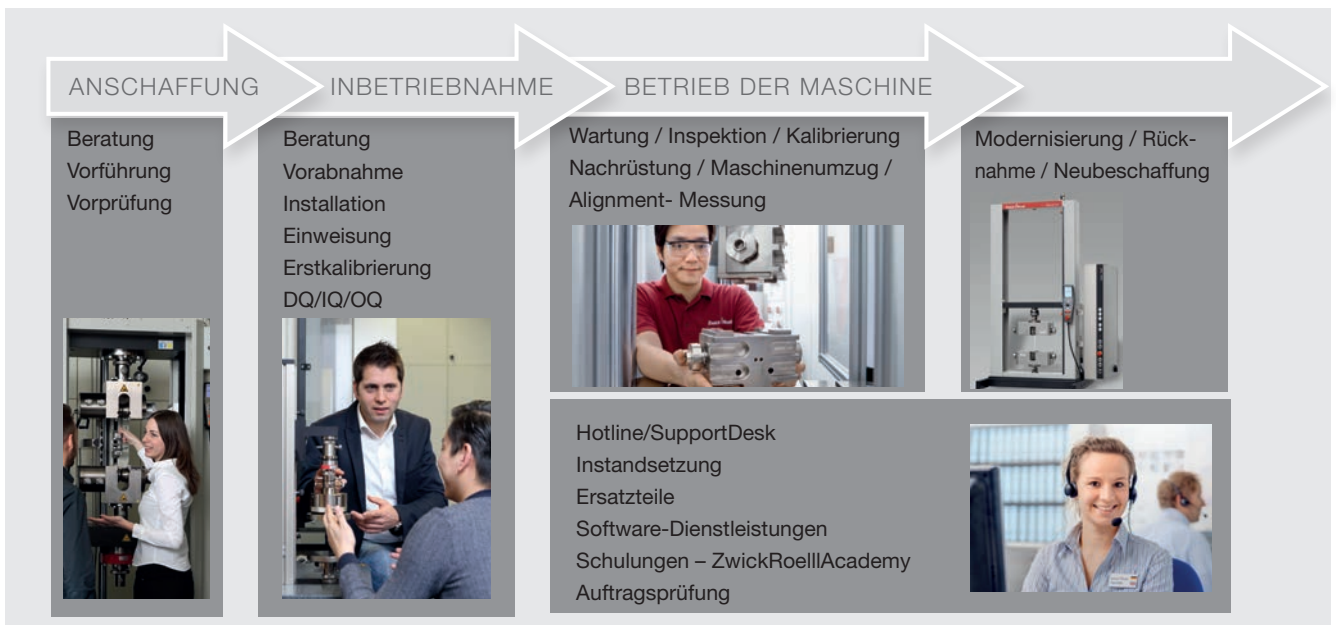 ANSCHAFFUNG
INBETRIEBNAHME
BETRIEB DER MASCHINE
Beratung
Vorführung
Vorprüfung
Beratung
Vorabnahme
Installation
Einweisung
Erstkalibrierung
DQ/IQ/OQ
Wartung / Inspektion / Kalibrierung
Nachrüstung / Maschinenumzug /
Alignment- Messung
Modernisierung / Rück-
nahme / Neubeschaffung
Hotline/SupportDesk
Instandsetzung
Ersatzteile
Software-Dienstleistungen
Schulungen – ZwickRoelllAcademy
Auftragsprüfung